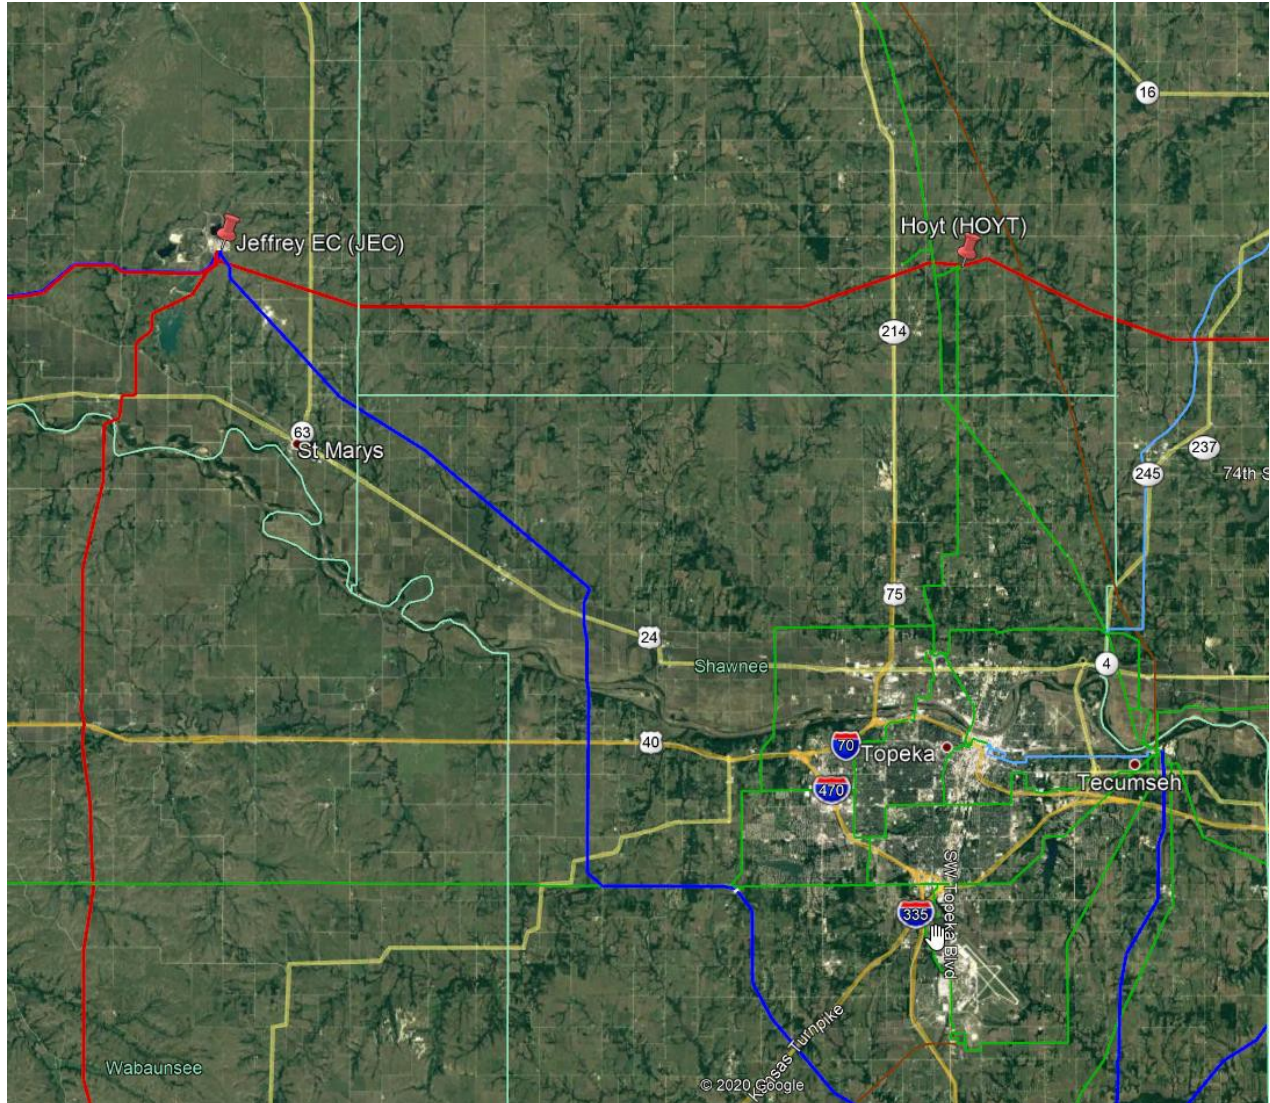 16
Hoyt (HOYT)
Jeffrey EC (JEC)
214
63
St Marys
237
245
74th S
75
24
Shawnee
4
40
70
Topeka
Tecumseh
470
SW Topeka Blvd
335
Kansas Turnpike
Wabaunsee
© 2020 Google